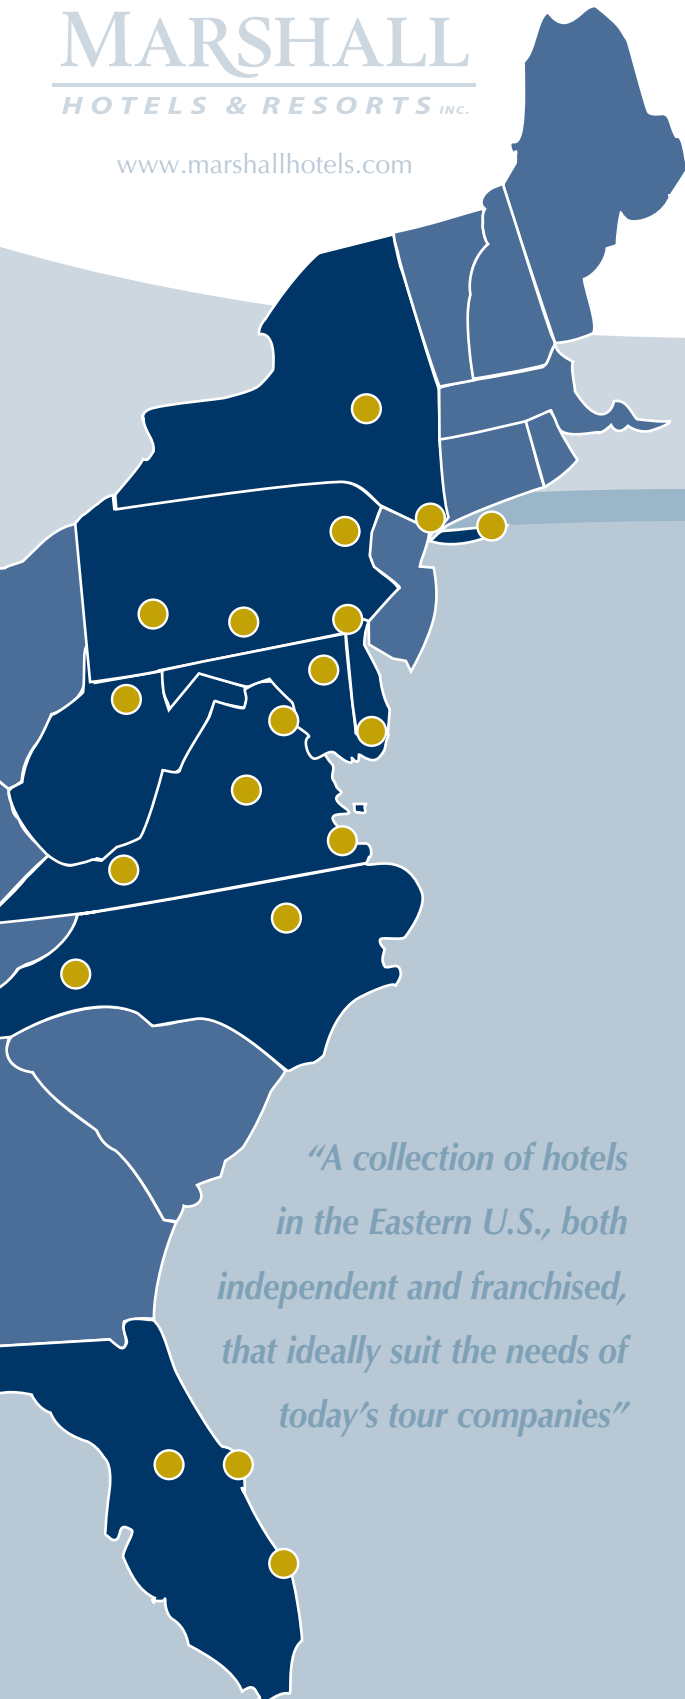 MARSHALL
HOTELS & RESORTS INC.
www.marshallhotels.com
“A collection of hotels
in the Eastern U.S., both
independent and franchised,
that ideally suit the needs of
today’s tour companies”